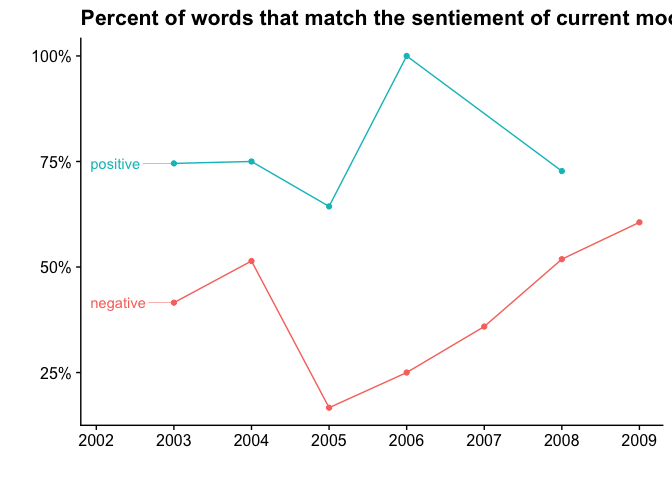 Percent of words that match the sentiement of current
100%
75%
50%
25%
positive
negative
2002 2003 2004 2005 2006 2007 2008 2009